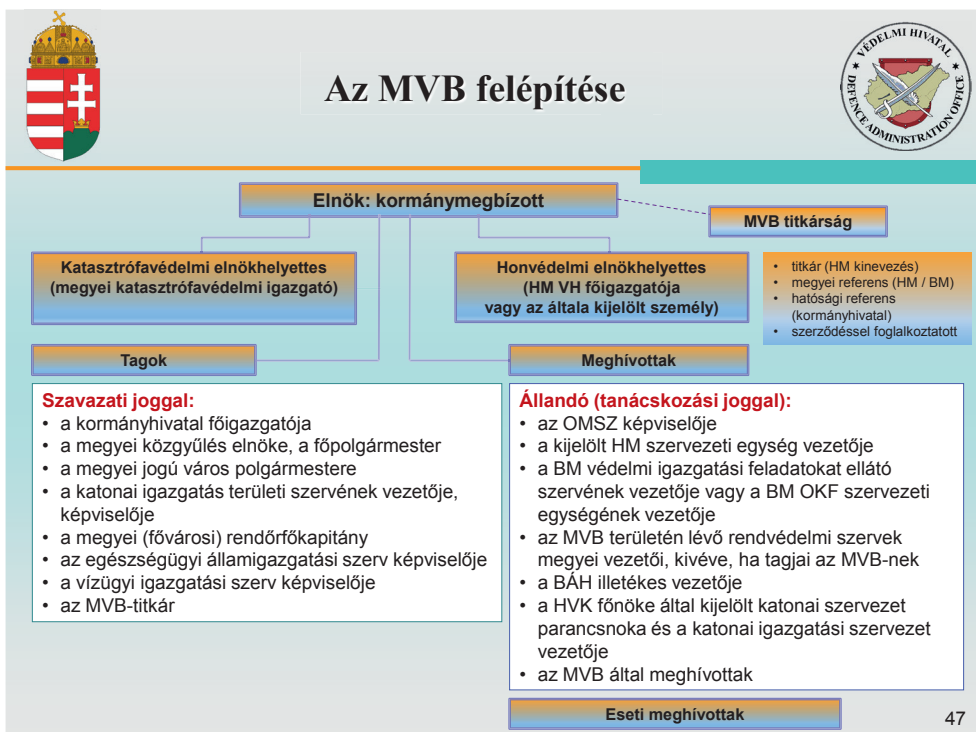 Az MVB felépítése
VÉDELMI HIVATAL
DEFENCE ADMINISTRATION OFFICE
Elnök: kormánymegbízott
MVB titkárság
Katasztrófavédelmi elnökhelyettes
(megyei katasztrófavédelmi igazgató)
Honvédelmi elnökhelyettes
(HM VH főigazgatója
vagy az általa kijelölt személy)
• titkár (HM kinevezés)
• megyei referens (HM / BM)
• hatósági referens
(kormányhivatal)
• szerződéssel foglalkoztatott
Tagok
Meghívottak
Szavazati joggal:
• a kormányhivatal főigazgatója
• a megyei közgyűlés elnöke, a főpolgármester
• a megyei jogú város polgármestere
• a katonai igazgatás területi szervének vezetője,
képviselője
• a megyei (fővárosi) rendőrfőkapitány
• az egészségügyi államigazgatási szerv képviselője
• a vízügyi igazgatási szerv képviselője
• az MVB-titkár
Állandó (tanácskozási joggal):
• az OMSZ képviselője
• a kijelölt HM szervezeti egység vezetője
• a BM védelmi igazgatási feladatokat ellátó
szervének vezetője vagy a BM OKF szervezeti
egységének vezetője
• az MVB területén lévő rendvédelmi szervek
megyei vezetői, kivéve, ha tagjai az MVB-nek
• a BÁH illetékes vezetője
• a HVK főnöke által kijelölt katonai szervezet
parancsnoka és a katonai igazgatási szervezet
vezetője
• az MVB által meghívottak
Eseti meghívottak
47